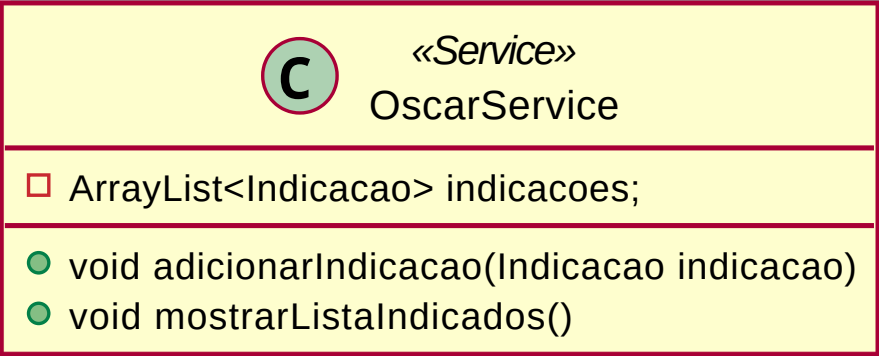 C
«Service»
OscarService
ArrayList<Indicacao> indicacoes;
void adicionarIndicacao(Indicacao indicacao)
void mostrarListaIndicados()